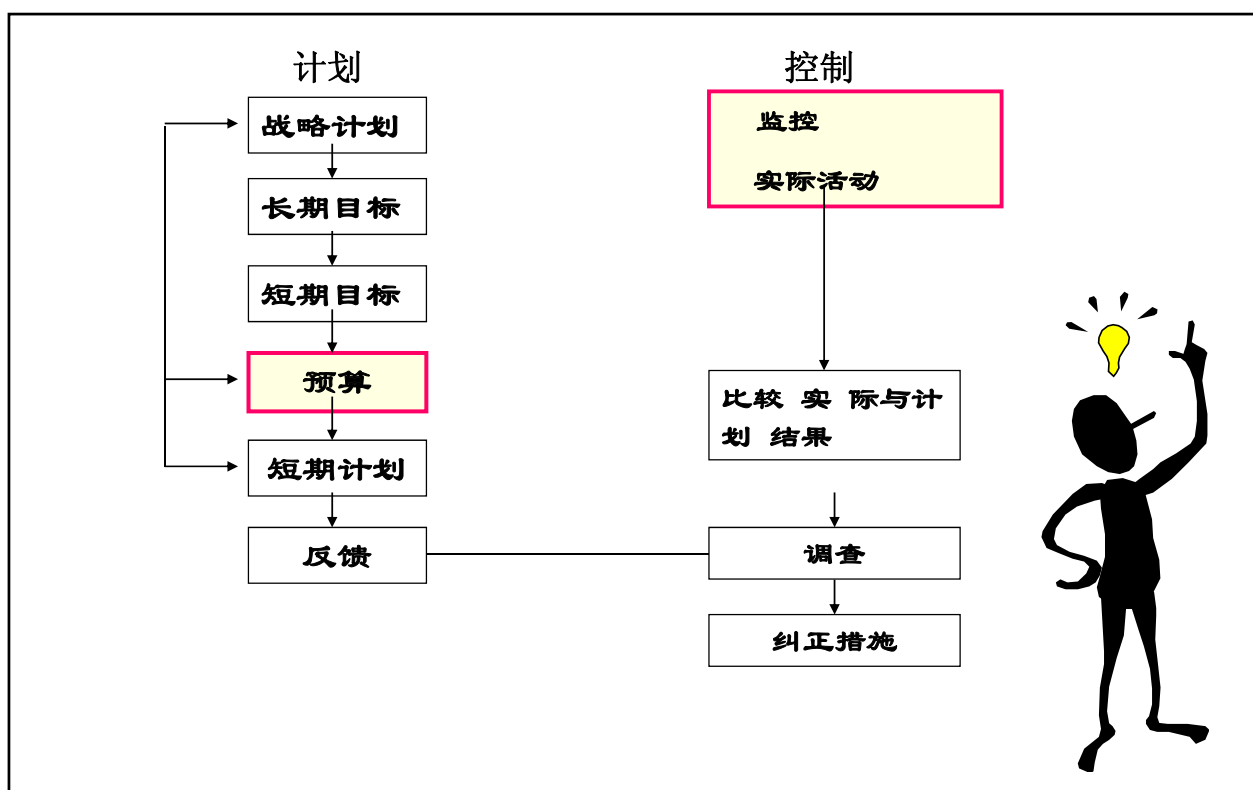 计划
战略计划
长期目标
短期目标
预算
短期计划
反馈
控制
监控
实际活动
比较 实 际与计
划 结果
调查
纠正措施